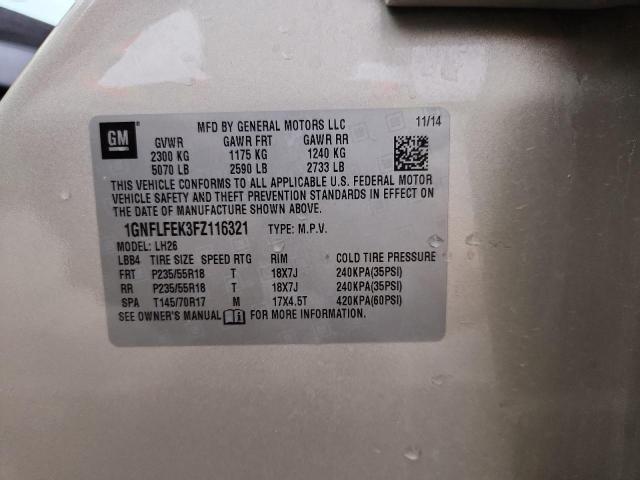 GM MFD BY GENERAL MOTORS LLC 11/14
GVWR GAWR FRT GAWR RR
2300 KG 1175 KG 1240 KG
5070 LB 2590 LB 2733 LB
THIS VEHICLE CONFORMS TO ALL APPLICABLE U.S. FEDERAL MOTOR
VEHICLE SAFETY AND THEFT PREVENTION STANDARDS IN EFFECT ON
THE DATE OF MANUFACTURE SHOWN ABOVE.
1GNFLFEK3FZ116321 TYPE: M.P.V.
MODEL: LH26
LBB4 TIRE SIZE SPEED RTG RIM COLD TIRE PRESSURE
FRT P235/55R18 T 18X7J 240KPA(35PSI)
RR P235/55R18 T 18X7J 240KPA(35PSI)
SPA T145/70R17 M 17X4.5T 420KPA(60PSI)
SEE OWNER'S MANUAL FOR MORE INFORMATION.